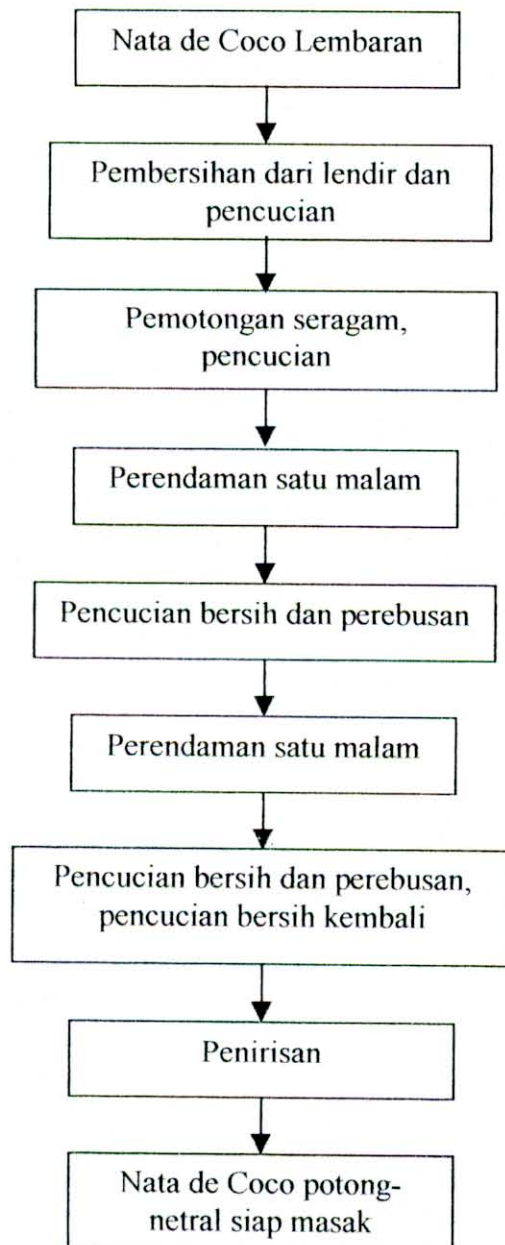 Nata de Coco Lembaran
Pembersihan dari lendir dan
pencucian
Pemotongan seragam,
pencucian
Perendaman satu malam
Pencucian bersih dan perebusan
Perendaman satu malam
Pencucian bersih dan perebusan,
pencucian bersih kembali
Penirisan
Nata de Coco potong-
netral siap masak